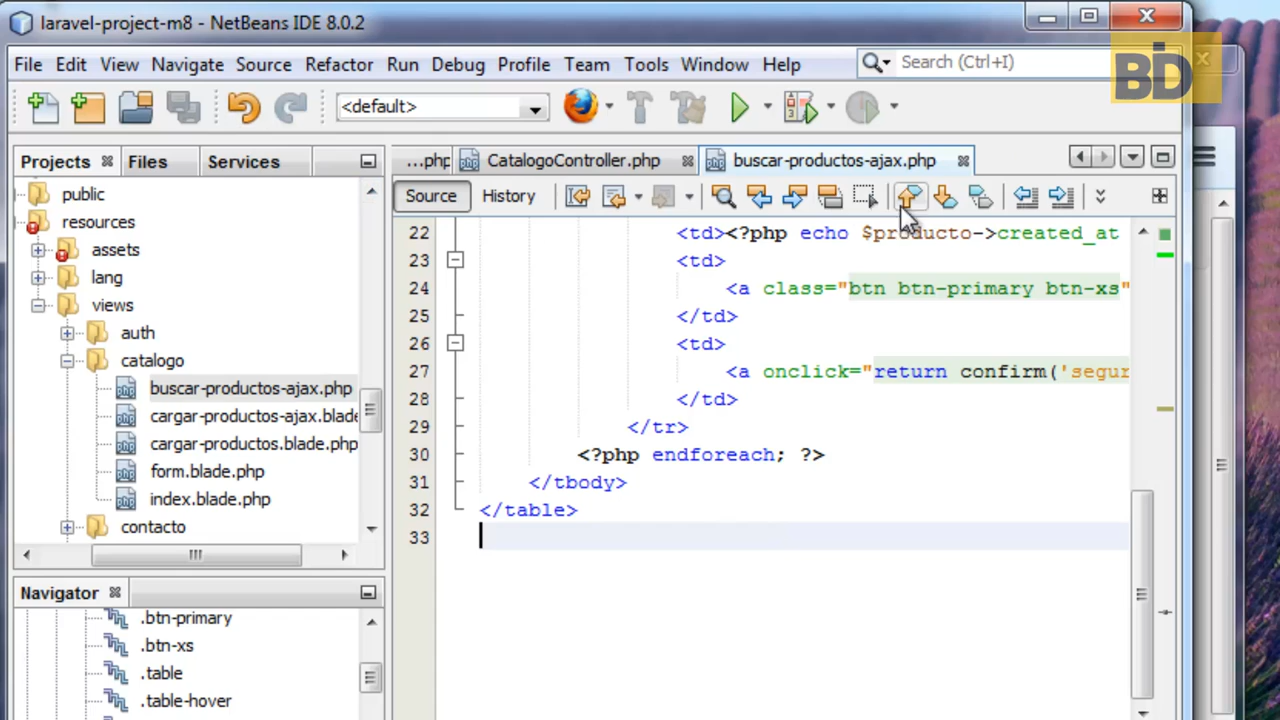 laravel-project-m8 - NetBeans IDE 8.0.2
File Edit View Navigate Source Refactor Run Debug Profile Team Tools Window Help
Search (Ctrl+I)
BD
<default>
Projects Files Services
...php CatalogoController.php buscar-productos-ajax.php
Source History
public
resources
assets
lang
views
auth
catalogo
buscar-productos-ajax.php
cargar-productos-ajax.blade
cargar-productos.blade.php
form.blade.php
index.blade.php
contacto
22 <td><?php echo $producto->created_at
23 <td>
24 <a class="btn btn-primary btn-xs"
25 </td>
26 <td>
27 <a onclick="return confirm('segur
28 </td>
29 </tr>
30 <?php endforeach; ?>
31 </tbody>
32 </table>
33
Navigator
.btn-primary
.btn-xs
.table
.table-hover